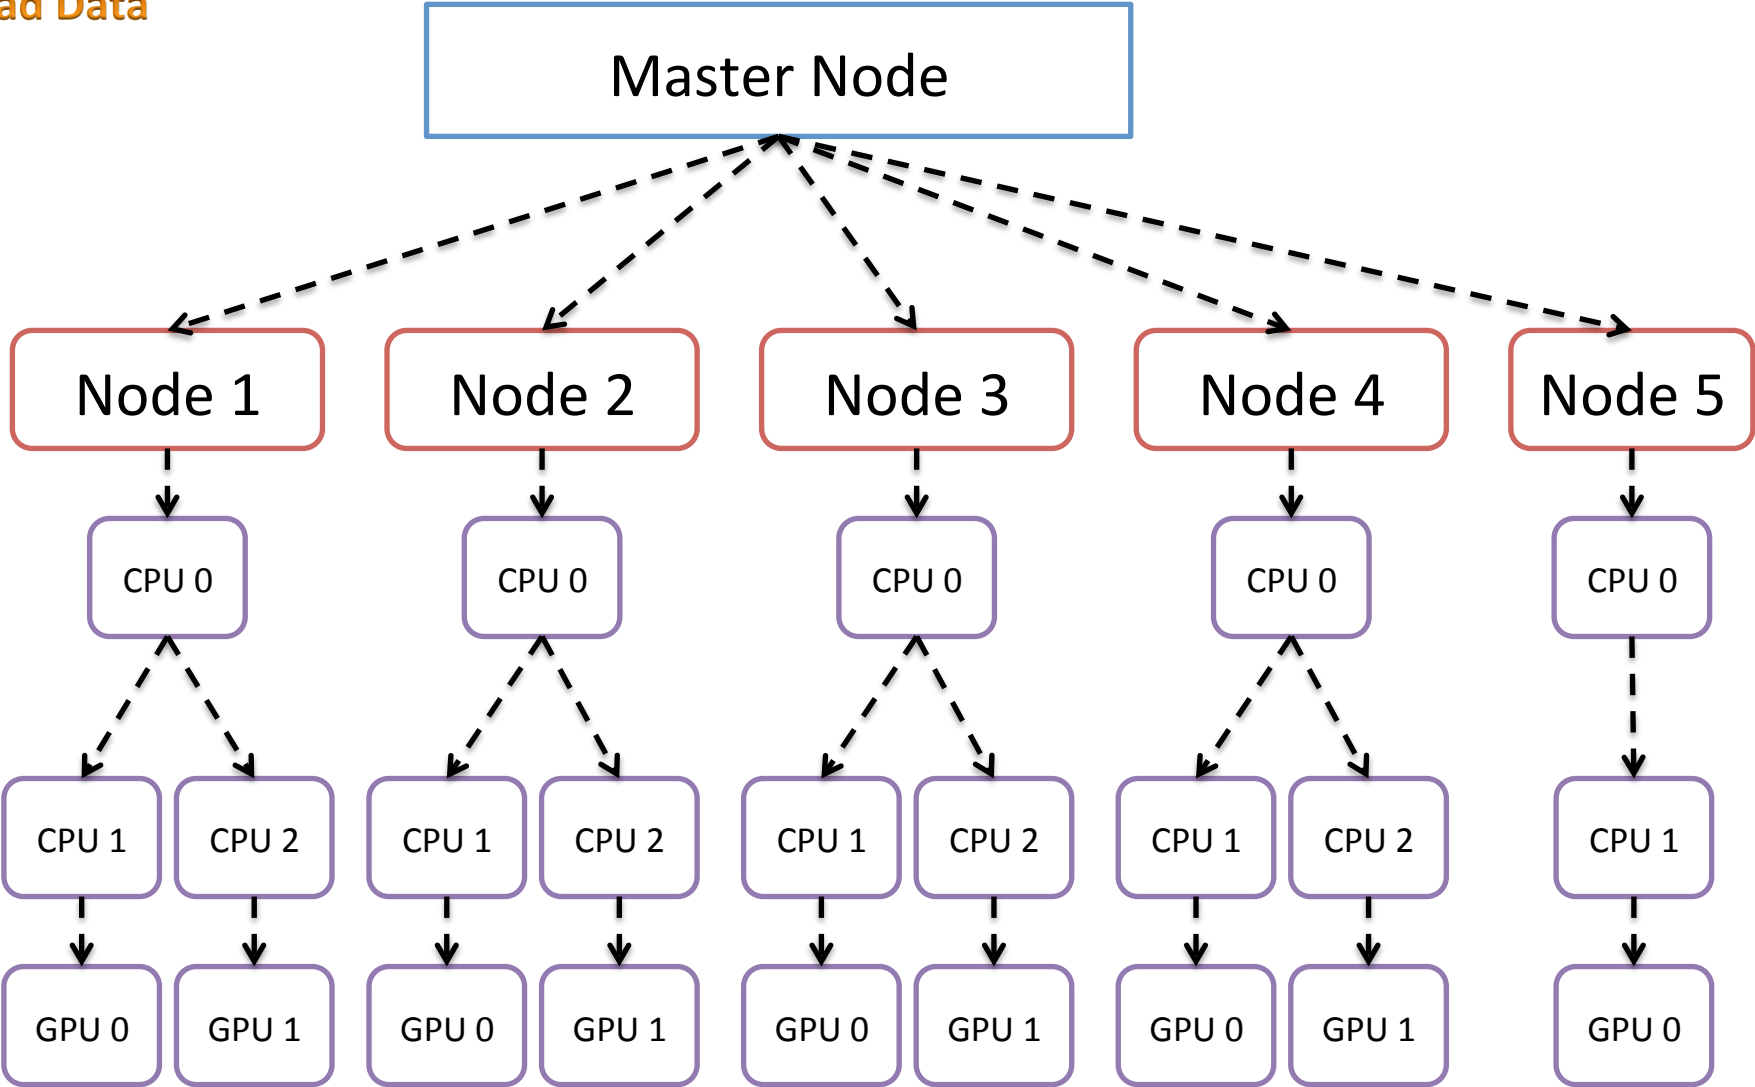 Data
Master Node
Node 1 Node 2 Node 3 Node 4 Node 5
CPU 0 CPU 0 CPU 0 CPU 0 CPU 0
CPU 1 CPU 2 CPU 1 CPU 2 CPU 1 CPU 2 CPU 1 CPU 2 CPU 1
GPU 0 GPU 1 GPU 0 GPU 1 GPU 0 GPU 1 GPU 0 GPU 1 GPU 0